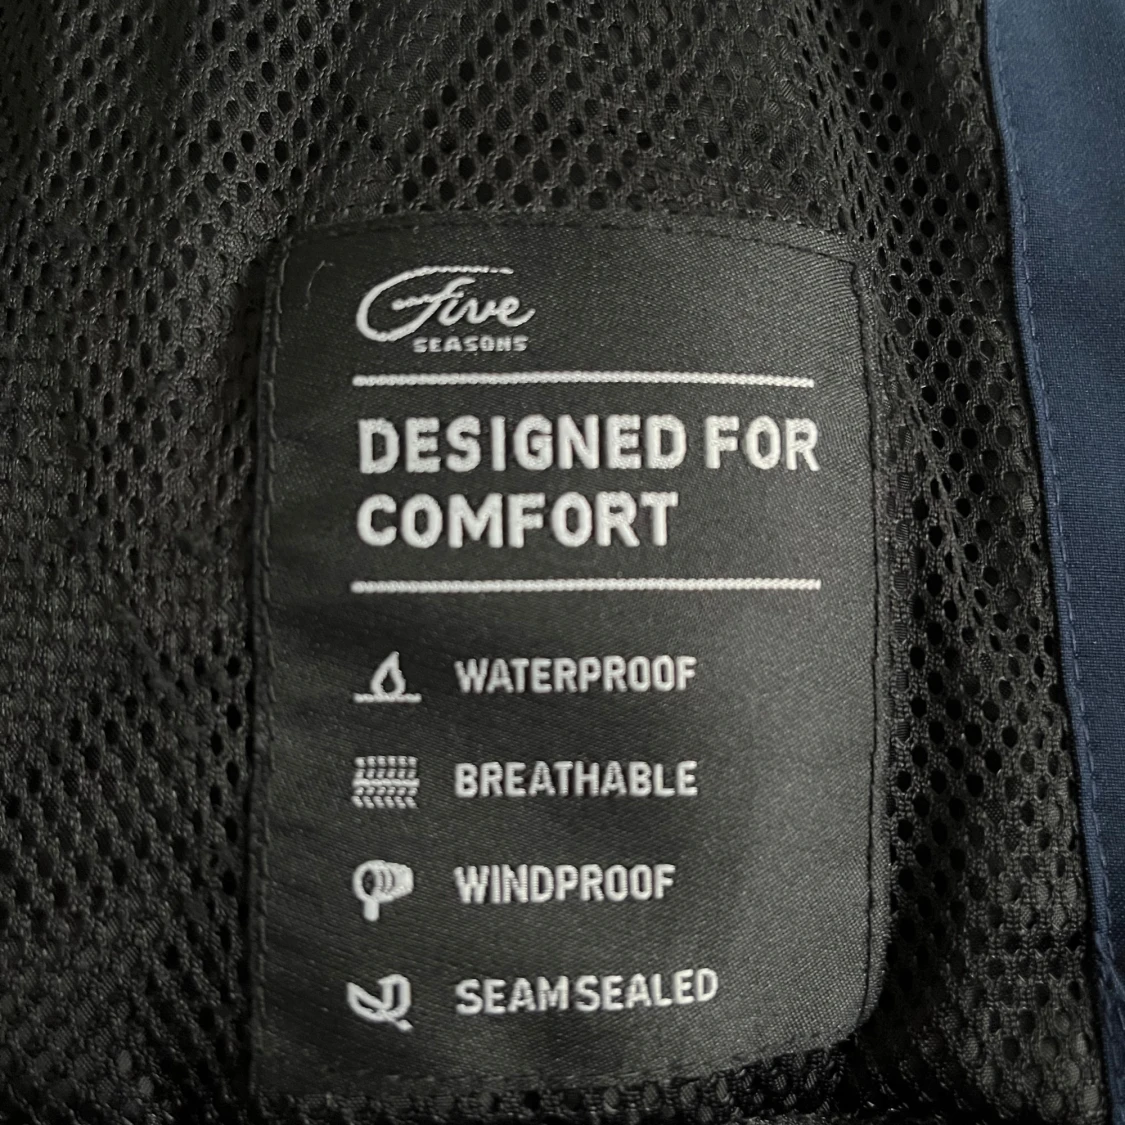 Five
SEASONS
DESIGNED FOR
COMFORT
WATERPROOF
BREATHABLE
WINDPROOF
SEAM SEALED